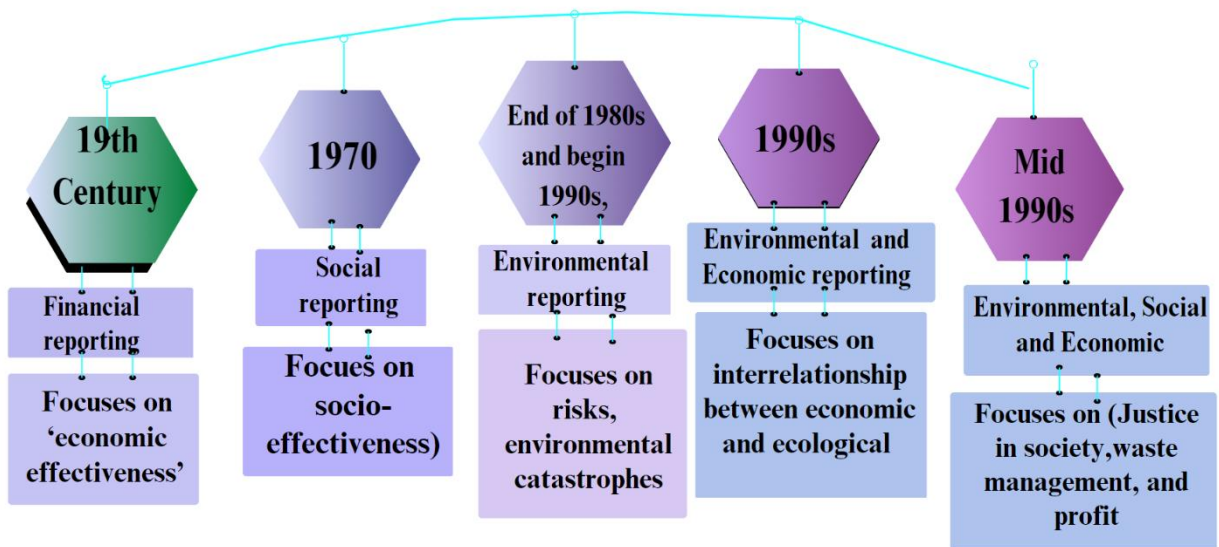 19th
Century
Financial
reporting
Focuses on
‘economic
effectiveness’
1970
Social
reporting
Focues on
socio-
effectiveness)
End of 1980s
and begin
1990s,
Environmental
reporting
Focuses on
risks,
environmental
catastrophes
1990s
Environmental and
Economic reporting
Focuses on
interrelationship
between economic
and ecological
Mid
1990s
Environmental, Social
and Economic
Focuses on (Justice
in society,waste
management, and
profit